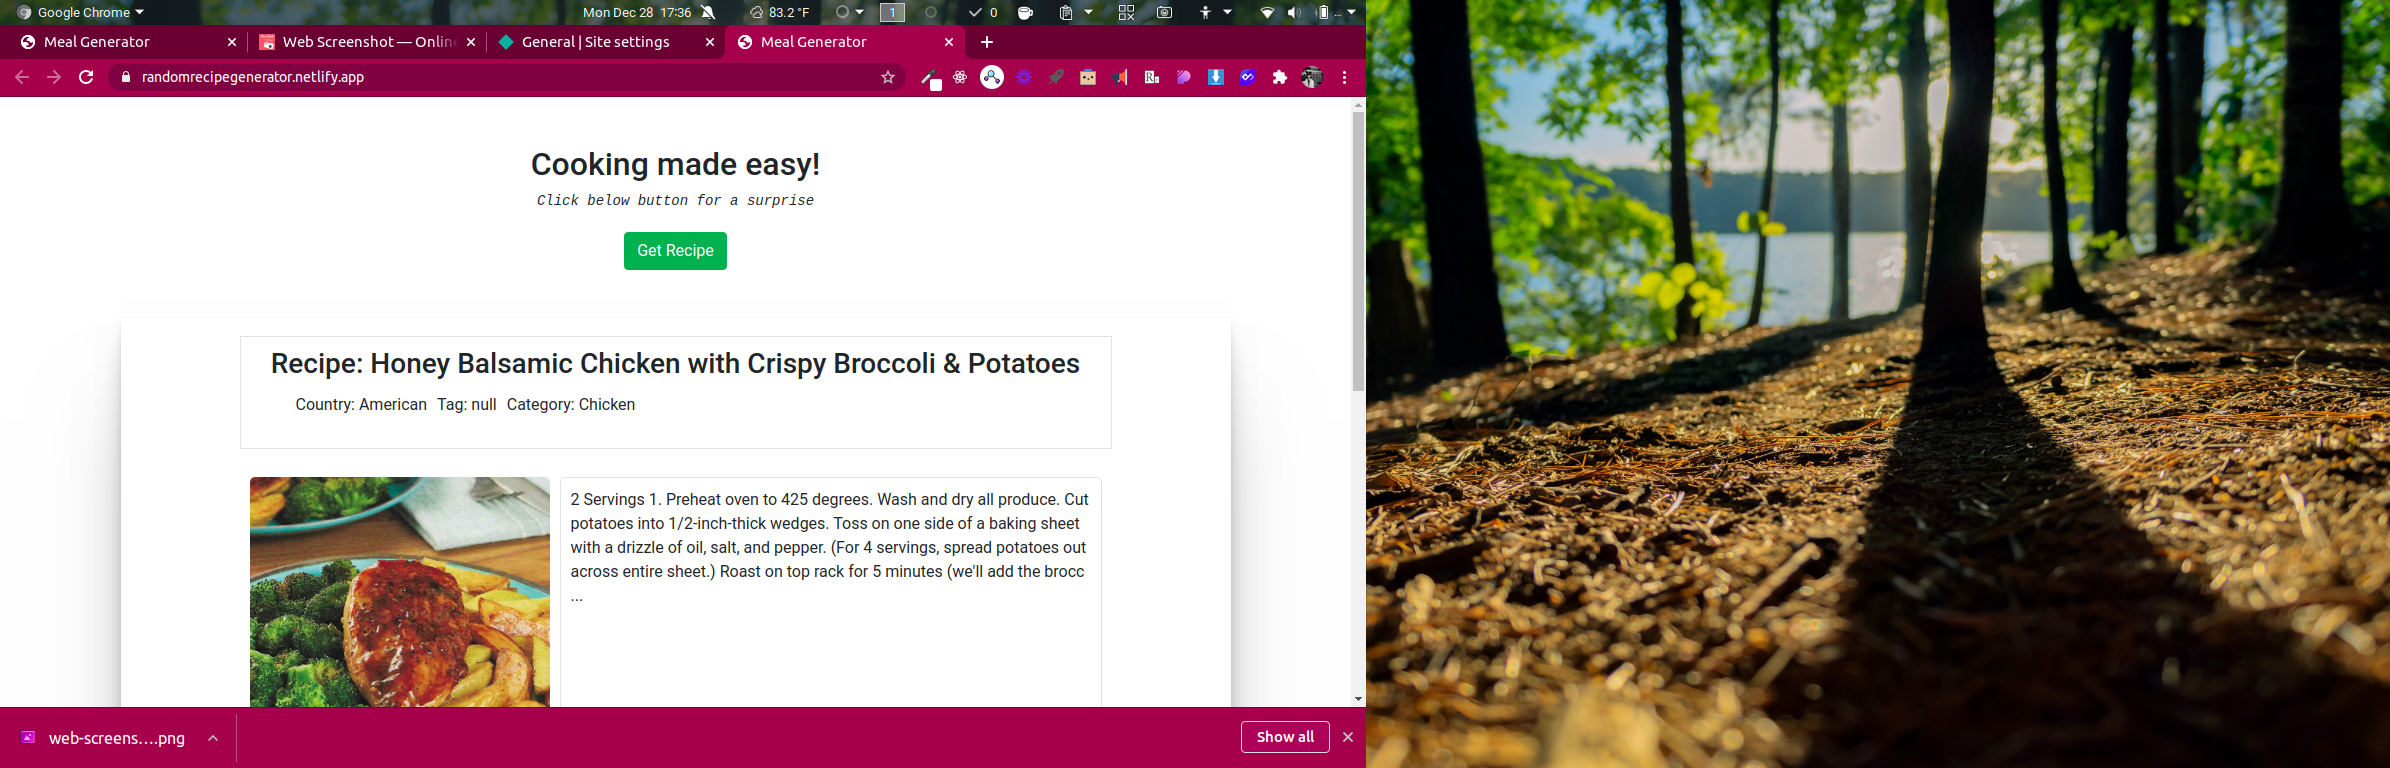 Google Chrome
Mon Dec 28 17:36
83.2 °F
1
0
Meal Generator
Web Screenshot — Online
General | Site settings
Meal Generator
randomrecipegenerator.netlify.app
Cooking made easy!
Click below button for a surprise
Get Recipe
Recipe: Honey Balsamic Chicken with Crispy Broccoli & Potatoes
Country: American Tag: null Category: Chicken
2 Servings 1. Preheat oven to 425 degrees. Wash and dry all produce. Cut
potatoes into 1/2-inch-thick wedges. Toss on one side of a baking sheet
with a drizzle of oil, salt, and pepper. (For 4 servings, spread potatoes out
across entire sheet.) Roast on top rack for 5 minutes (we'll add the brocc
...
web-screens....png
Show all